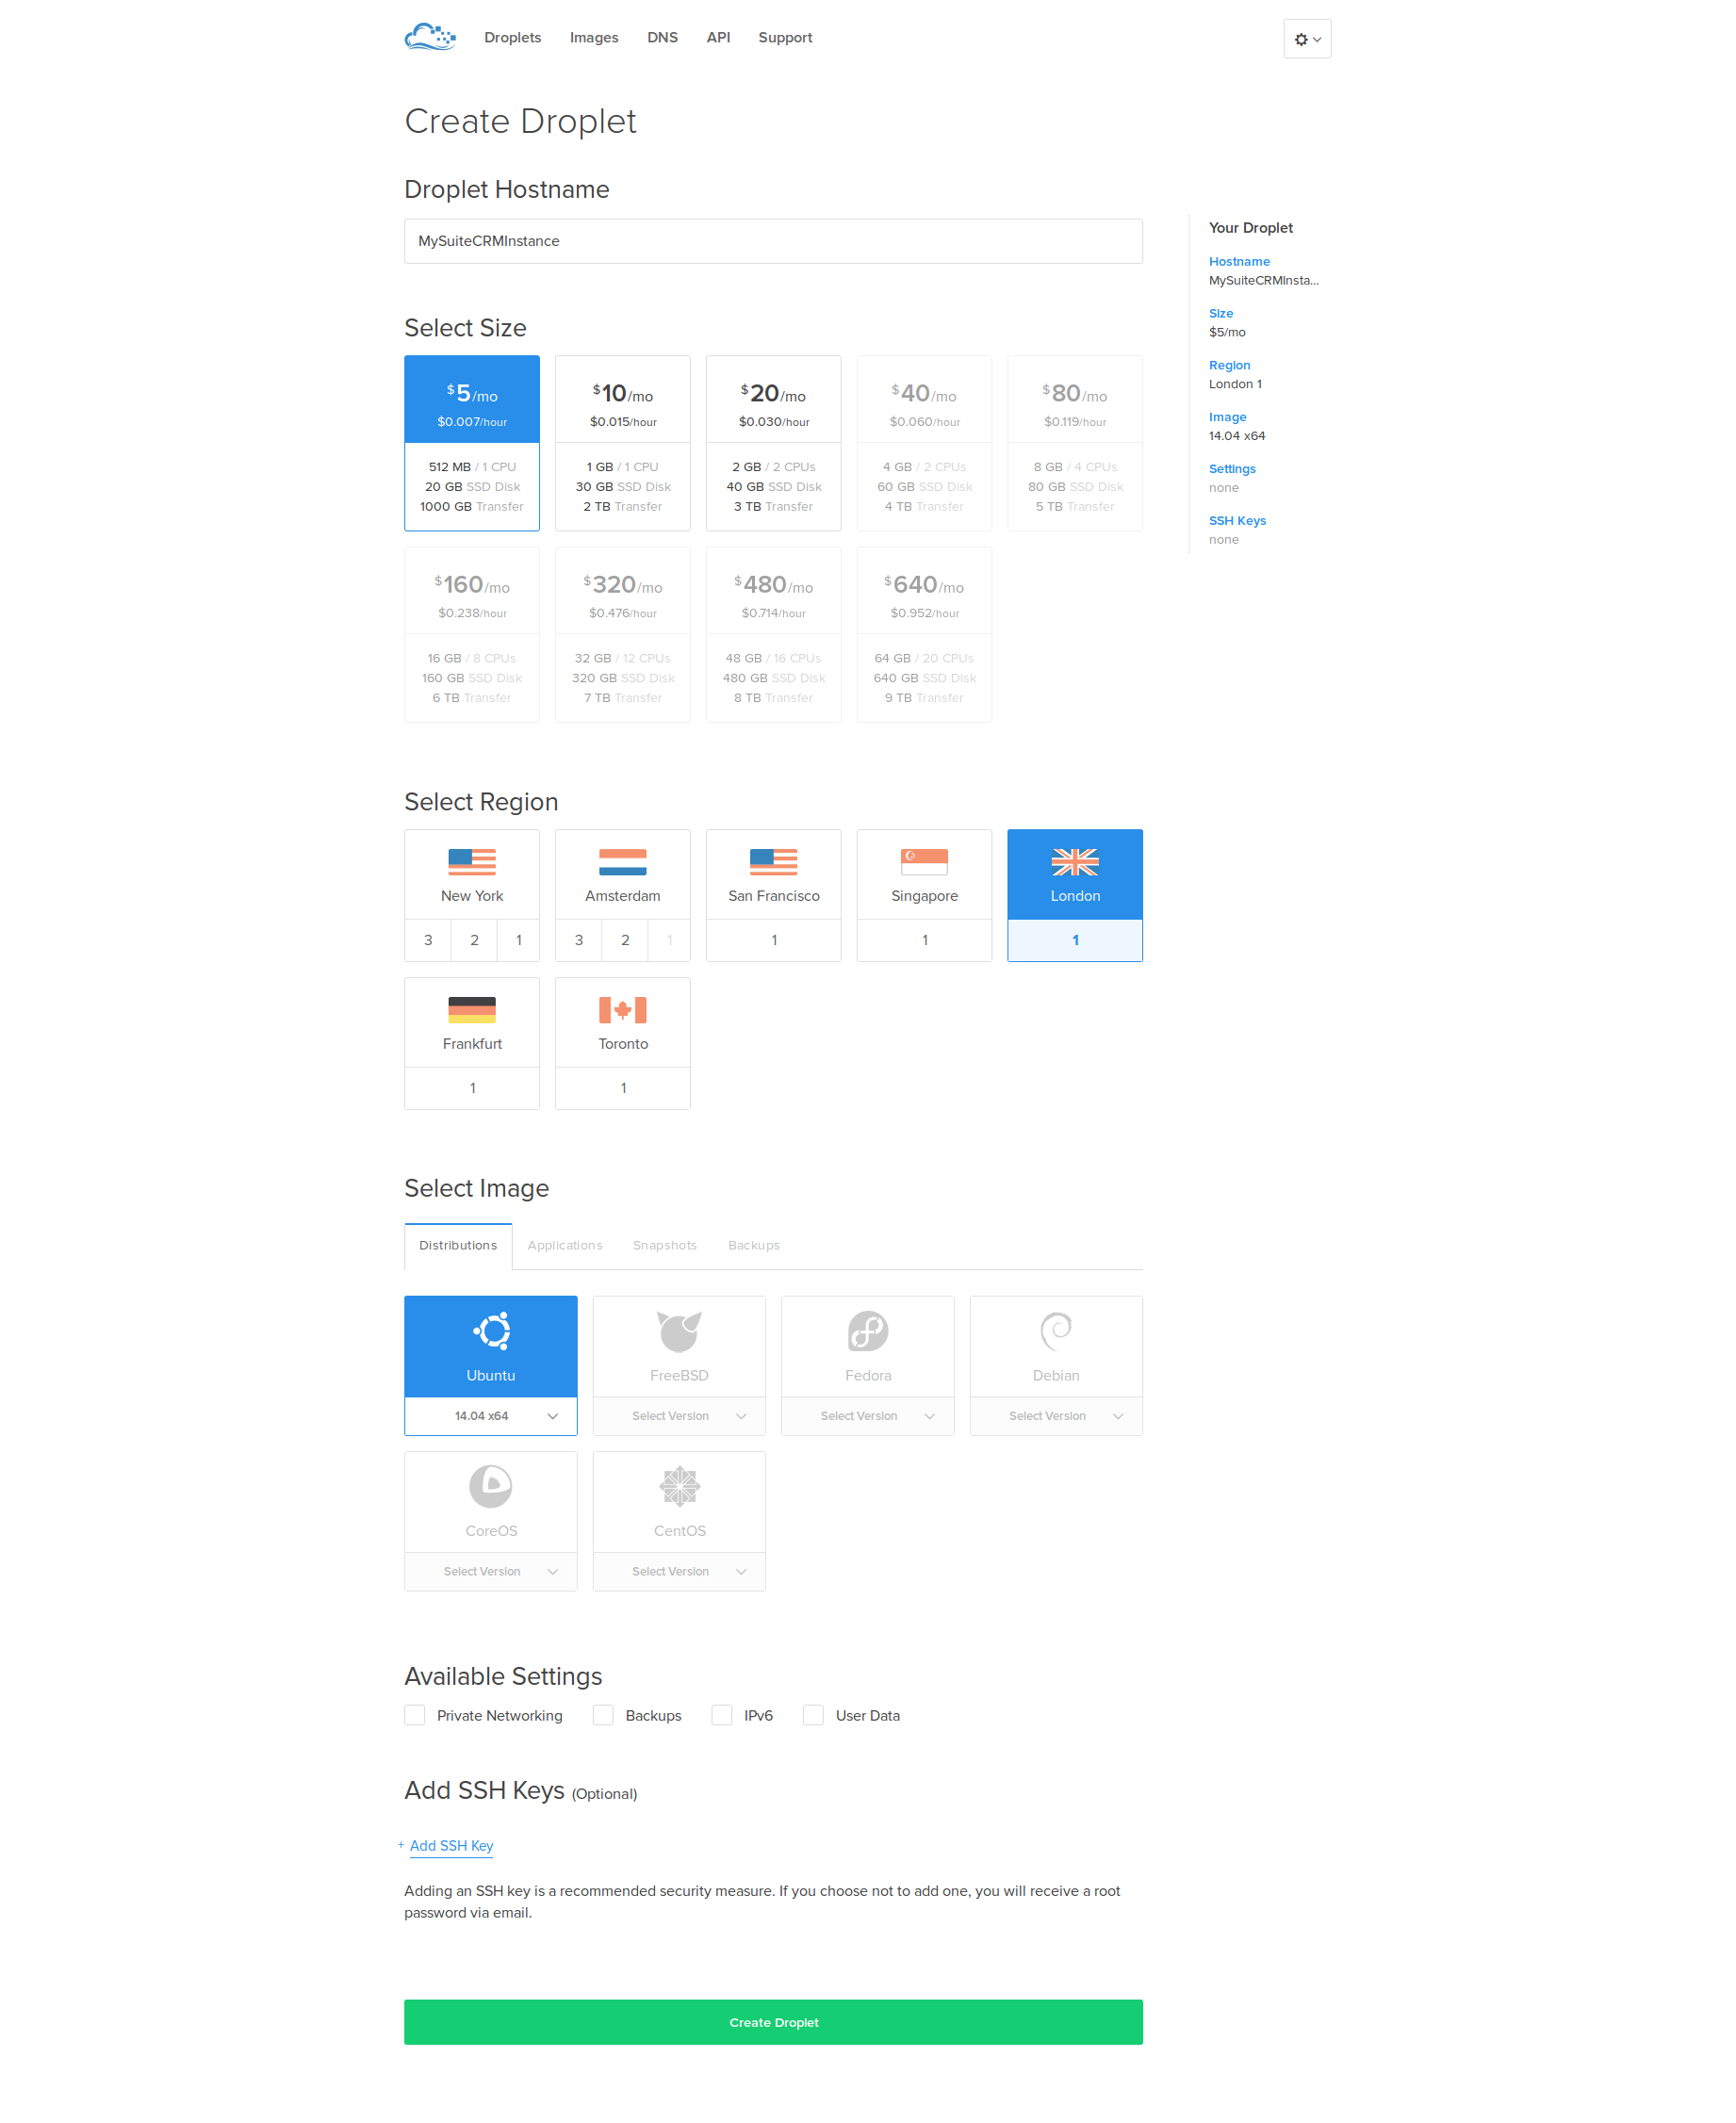 Droplets Images DNS API Support
Create Droplet
Droplet Hostname
MySuiteCRMInstance
Your Droplet
Hostname
MySuiteCRMInsta...
Size
$5/mo
Region
London 1
Image
14.04 x64
Settings
none
SSH Keys
none
Select Size
$5/mo
$0.007/hour
512 MB / 1 CPU
20 GB SSD Disk
1000 GB Transfer
$10/mo
$0.015/hour
1 GB / 1 CPU
30 GB SSD Disk
2 TB Transfer
$20/mo
$0.030/hour
2 GB / 2 CPUs
40 GB SSD Disk
3 TB Transfer
$40/mo
$0.060/hour
4 GB / 2 CPUs
60 GB SSD Disk
4 TB Transfer
$80/mo
$0.119/hour
8 GB / 4 CPUs
80 GB SSD Disk
5 TB Transfer
$160/mo
$0.238/hour
16 GB / 8 CPUs
160 GB SSD Disk
6 TB Transfer
$320/mo
$0.476/hour
32 GB / 12 CPUs
320 GB SSD Disk
7 TB Transfer
$480/mo
$0.714/hour
48 GB / 16 CPUs
480 GB SSD Disk
8 TB Transfer
$640/mo
$0.952/hour
64 GB / 20 CPUs
640 GB SSD Disk
9 TB Transfer
Select Region
New York
3 2 1
Amsterdam
3 2 1
San Francisco
1
Singapore
1
London
1
Frankfurt
1
Toronto
1
Select Image
Distributions Applications Snapshots Backups
Ubuntu
14.04 x64
FreeBSD
Select Version
Fedora
Select Version
Debian
Select Version
CoreOS
Select Version
CentOS
Select Version
Available Settings
Private Networking Backups IPv6 User Data
Add SSH Keys (Optional)
+ Add SSH Key
Adding an SSH key is a recommended security measure. If you choose not to add one, you will receive a root
password via email.
Create Droplet